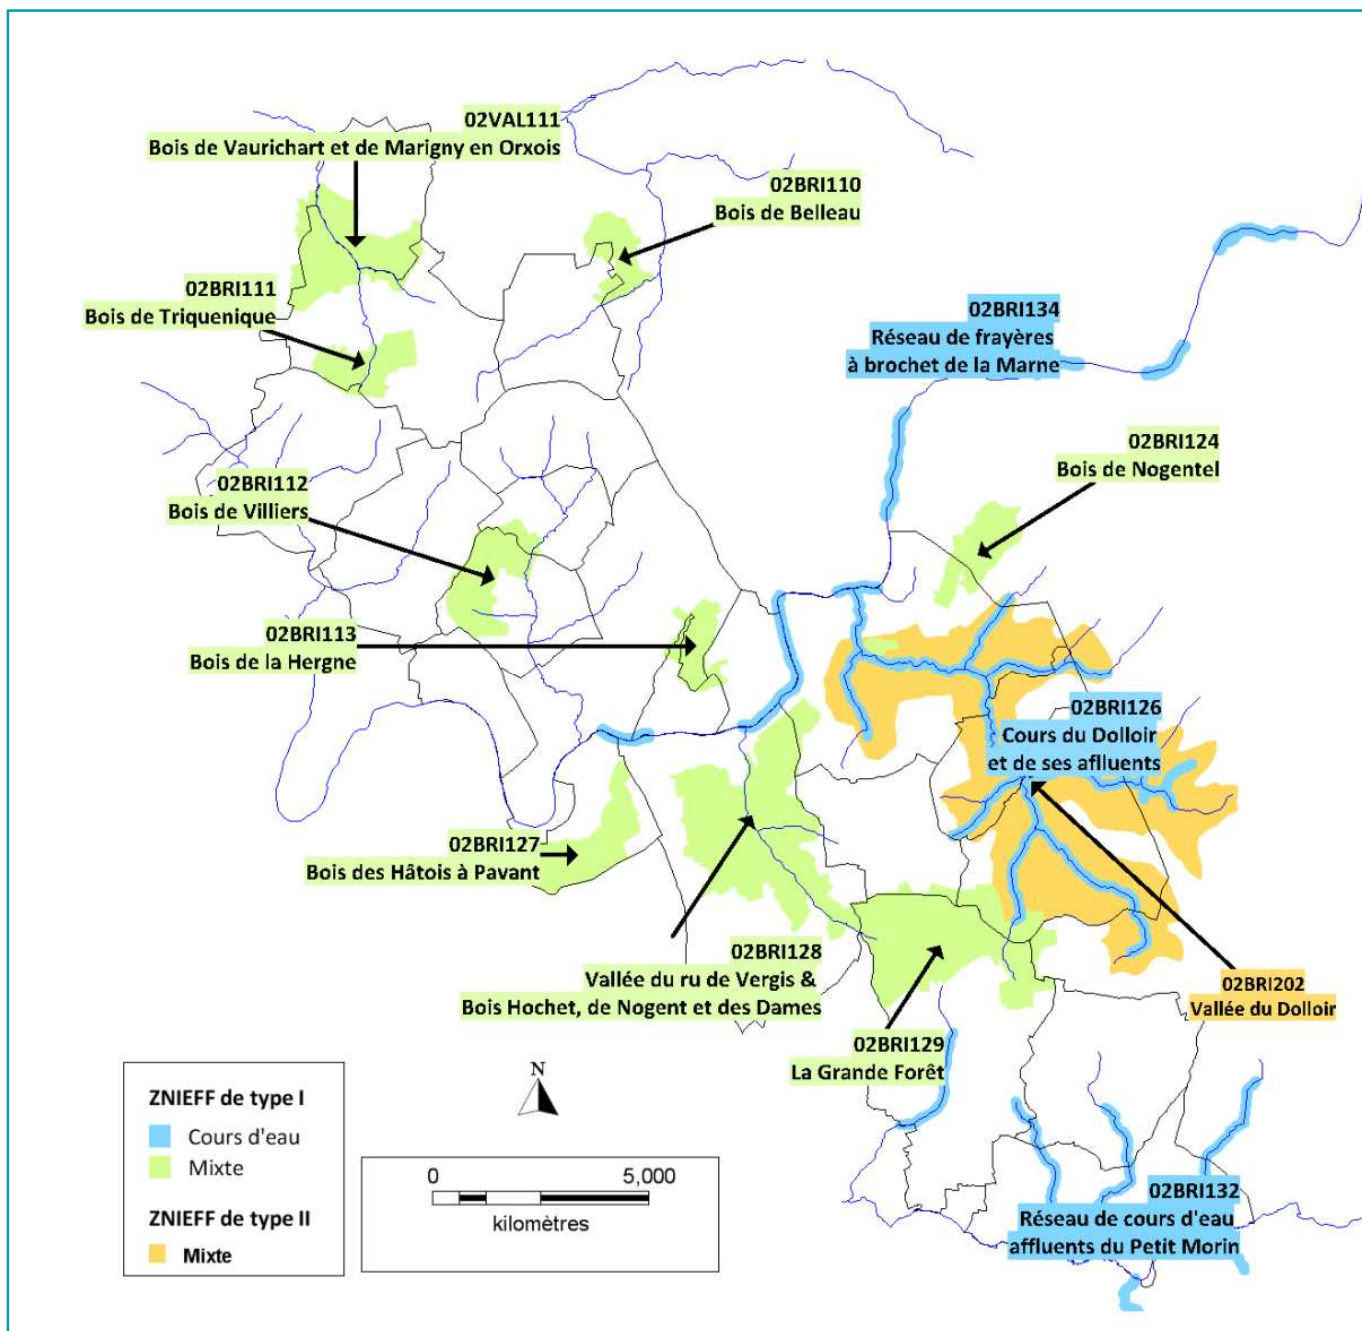 02VAL111
Bois de Vaurichart et de Marigny en Orxois
02BRI110
Bois de Belleau
02BRI111
Bois de Triquenique
02BRI134
Réseau de frayères
à brochet de la Marne
02BRI124
Bois de Nogentel
02BRI112
Bois de Villiers
02BRI113
Bois de la Hergne
02BRI126
Cours du Dolloir
et de ses aflluents
02BRI127
Bois des Hâtois à Pavant
02BRI128
Vallée du ru de Vergis &
Bois Hochet, de Nogent et des Dames
02BRI202
Vallée du Dolloir
02BRI129
La Grande Forêt
02BRI132
Réseau de cours d'eau
affluents du Petit Morin
ZNIEFF de type I
Cours d'eau
Mixte
ZNIEFF de type II
Mixte
N
0 5,000
kilomètres